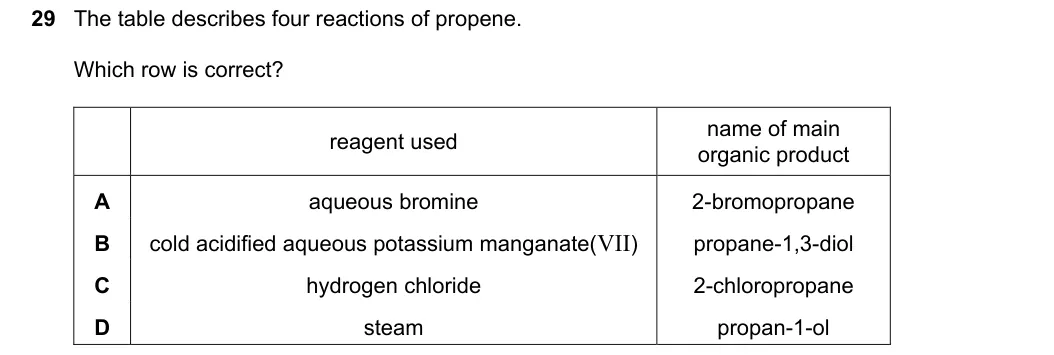 29 The table describes four reactions of propene.
Which row is correct?
reagent used
name of main
organic product
A aqueous bromine 2-bromopropane
B cold acidified aqueous potassium manganate(VII) propane-1,3-diol
C hydrogen chloride 2-chloropropane
D steam propan-1-ol